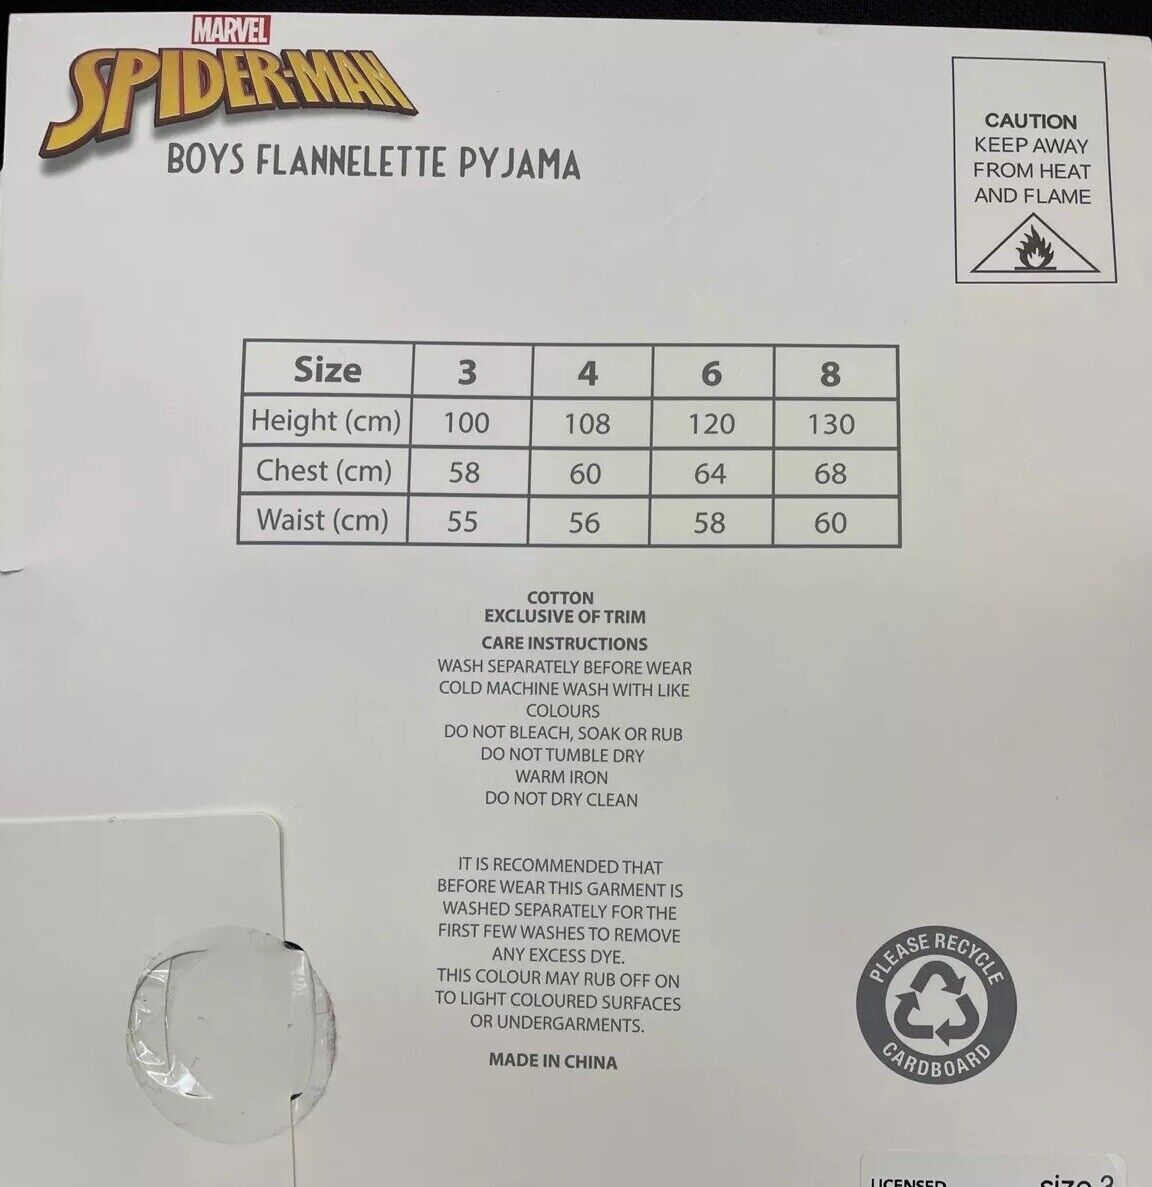 MARVEL
SPIDER-MAN
BOYS FLANNELETTE PYJAMA
CAUTION
KEEP AWAY
FROM HEAT
AND FLAME
Size 3 4 6 8
Height (cm) 100 108 120 130
Chest (cm) 58 60 64 68
Waist (cm) 55 56 58 60
COTTON
EXCLUSIVE OF TRIM
CARE INSTRUCTIONS
WASH SEPARATELY BEFORE WEAR
COLD MACHINE WASH WITH LIKE
COLOURS
DO NOT BLEACH, SOAK OR RUB
DO NOT TUMBLE DRY
WARM IRON
DO NOT DRY CLEAN
IT IS RECOMMENDED THAT
BEFORE WEAR THIS GARMENT IS
WASHED SEPARATELY FOR THE
FIRST FEW WASHES TO REMOVE
ANY EXCESS DYE.
THIS COLOUR MAY RUB OFF ON
TO LIGHT COLOURED SURFACES
OR UNDERGARMENTS.
MADE IN CHINA
PLEASE RECYCLE
CARDBOARD
LICENSED size 3